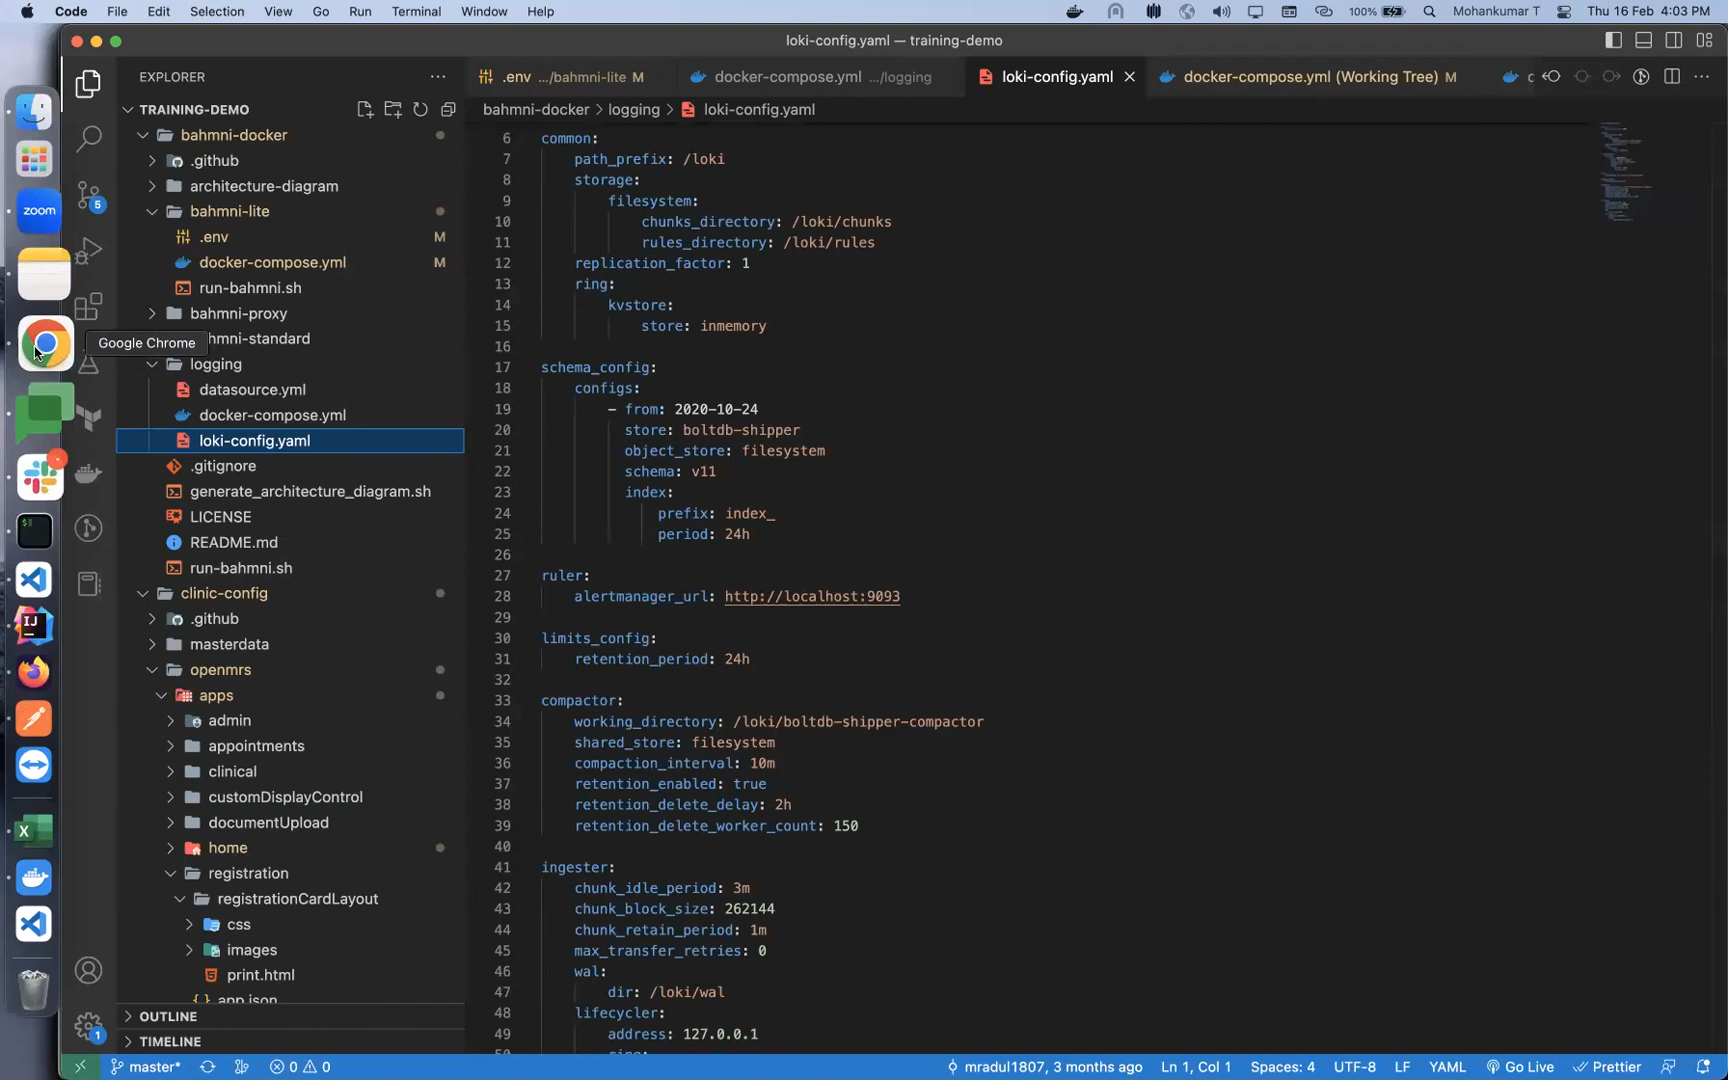 Code File Edit Selection View Go Run Terminal Window Help
100% Mohankumar T Thu 16 Feb 4:03 PM
loki-config.yaml — training-demo
EXPLORER
.env .../bahmni-lite M
docker-compose.yml .../logging
loki-config.yaml
docker-compose.yml (Working Tree) M
bahmni-docker > logging > loki-config.yaml
TRAINING-DEMO
bahmni-docker
.github
architecture-diagram
bahmni-lite
.env M
docker-compose.yml M
run-bahmni.sh
bahmni-proxy
hmni-standard
logging
datasource.yml
docker-compose.yml
loki-config.yaml
.gitignore
generate_architecture_diagram.sh
LICENSE
README.md
run-bahmni.sh
clinic-config
.github
masterdata
openmrs
apps
admin
appointments
clinical
customDisplayControl
documentUpload
home
registration
registrationCardLayout
css
images
print.html
app.json
OUTLINE
TIMELINE
zoom
Google Chrome
5
1
6 common:
7 path_prefix: /loki
8 storage:
9 filesystem:
10 chunks_directory: /loki/chunks
11 rules_directory: /loki/rules
12 replication_factor: 1
13 ring:
14 kvstore:
15 store: inmemory
16
17 schema_config:
18 configs:
19 - from: 2020-10-24
20 store: boltdb-shipper
21 object_store: filesystem
22 schema: v11
23 index:
24 prefix: index_
25 period: 24h
26
27 ruler:
28 alertmanager_url: http://localhost:9093
29
30 limits_config:
31 retention_period: 24h
32
33 compactor:
34 working_directory: /loki/boltdb-shipper-compactor
35 shared_store: filesystem
36 compaction_interval: 10m
37 retention_enabled: true
38 retention_delete_delay: 2h
39 retention_delete_worker_count: 150
40
41 ingester:
42 chunk_idle_period: 3m
43 chunk_block_size: 262144
44 chunk_retain_period: 1m
45 max_transfer_retries: 0
46 wal:
47 dir: /loki/wal
48 lifecycler:
49 address: 127.0.0.1
50 ring:
master* 0 0 mradul1807, 3 months ago Ln 1, Col 1 Spaces: 4 UTF-8 LF YAML Go Live Prettier